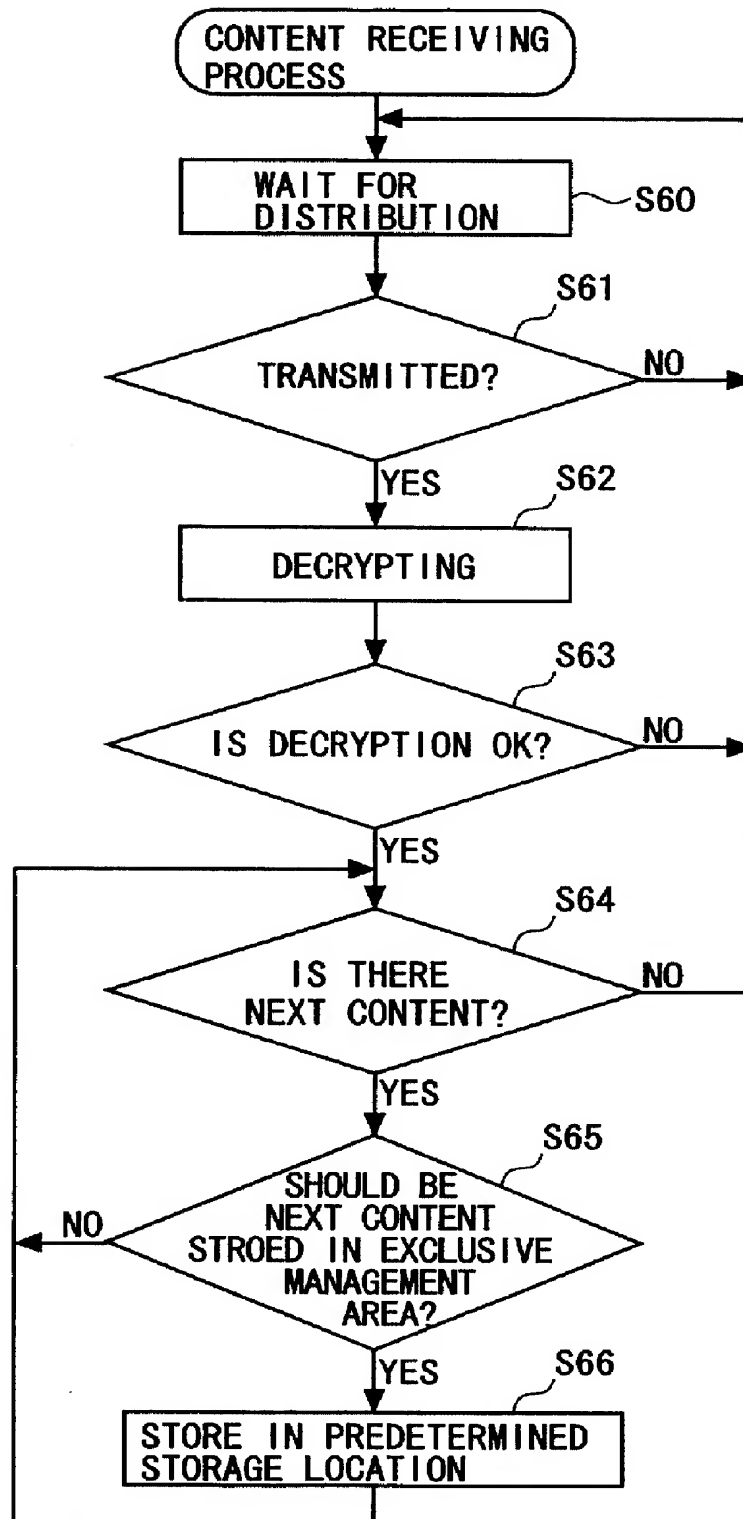 CONTENT RECEIVING
PROCESS
WAIT FOR
DISTRIBUTION
S60
S61
TRANSMITTED?
NO
YES
S62
DECRYPTING
S63
IS DECRYPTION OK?
NO
YES
S64
IS THERE
NEXT CONTENT?
NO
YES
S65
SHOULD BE
NEXT CONTENT
STROED IN EXCLUSIVE
MANAGEMENT
AREA?
NO
YES
S66
STORE IN PREDETERMINED
STORAGE LOCATION